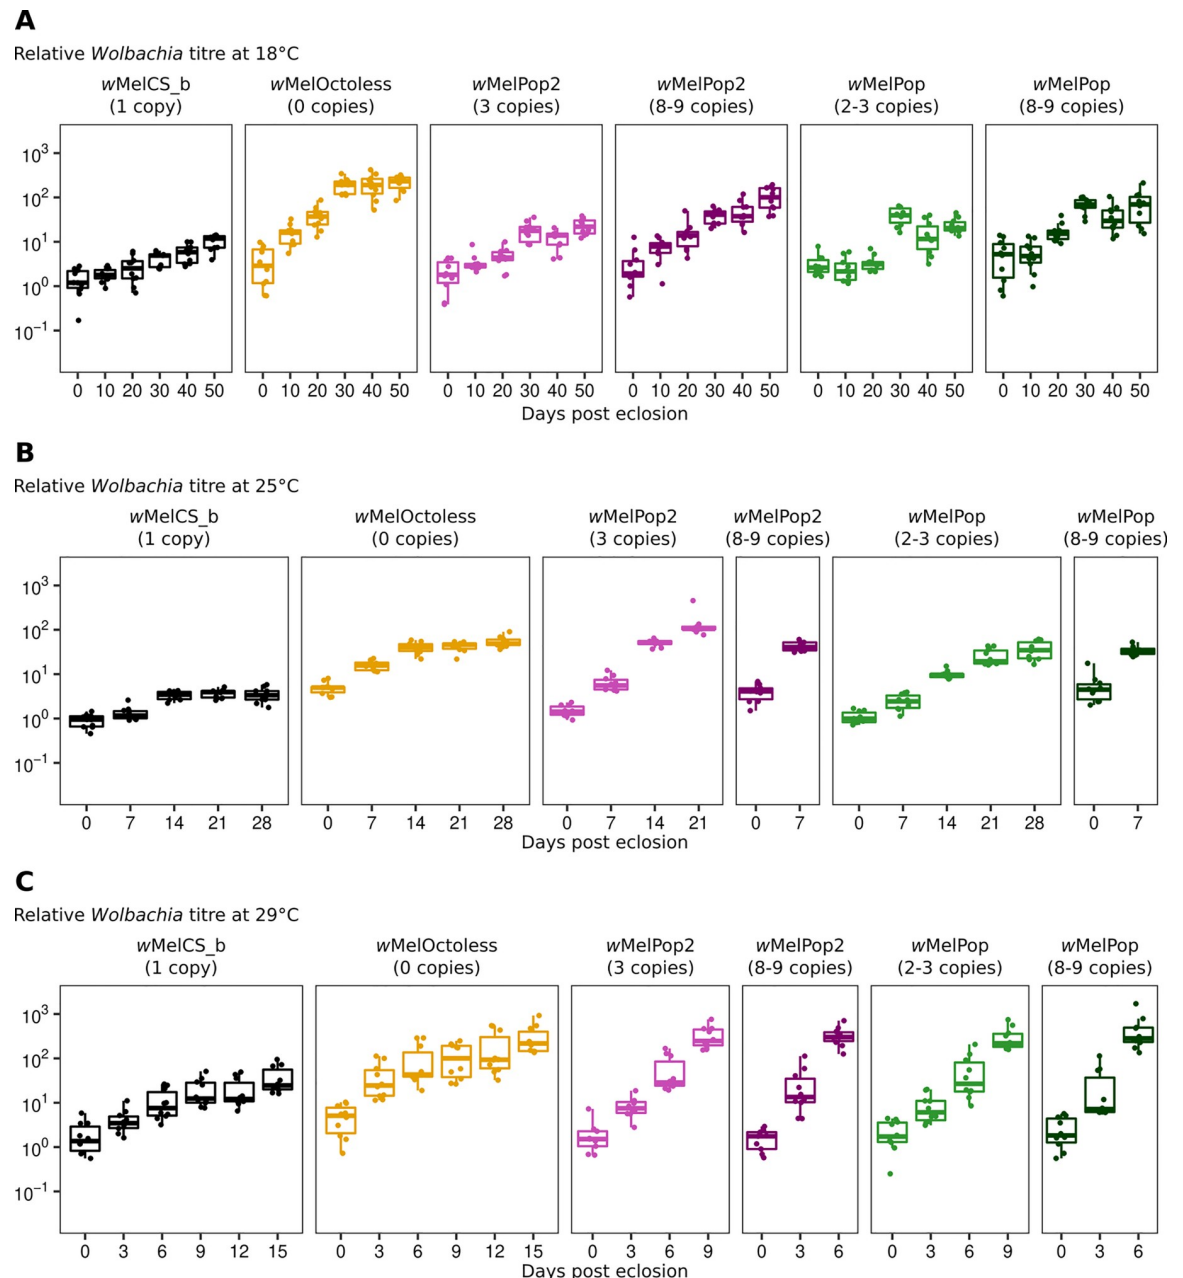 A
Relative Wolbachia titre at 18°C
wMelCS_b wMelOctoless wMelPop2 wMelPop2 wMelPop wMelPop
(1 copy) (0 copies) (3 copies) (8-9 copies) (2-3 copies) (8-9 copies)
10³
10²
10
10⁰
10⁻¹
0 10 20 30 40 50 0 10 20 30 40 50 0 10 20 30 40 50 0 10 20 30 40 50 0 10 20 30 40 50 0 10 20 30 40 50
Days post eclosion
B
Relative Wolbachia titre at 25°C
wMelCS_b wMelOctoless wMelPop2 wMelPop2 wMelPop wMelPop
(1 copy) (0 copies) (3 copies) (8-9 copies) (2-3 copies) (8-9 copies)
10³
10²
10
10⁰
10⁻¹
0 7 14 21 28 0 7 14 21 28 0 7 14 21 0 7 0 7 14 21 28 0 7
Days post eclosion
C
Relative Wolbachia titre at 29°C
wMelCS_b wMelOctoless wMelPop2 wMelPop2 wMelPop wMelPop
(1 copy) (0 copies) (3 copies) (8-9 copies) (2-3 copies) (8-9 copies)
10³
10²
10
10⁰
10⁻¹
0 3 6 9 12 15 0 3 6 9 12 15 0 3 6 9 0 3 6 0 3 6 9 0 3 6
Days post eclosion